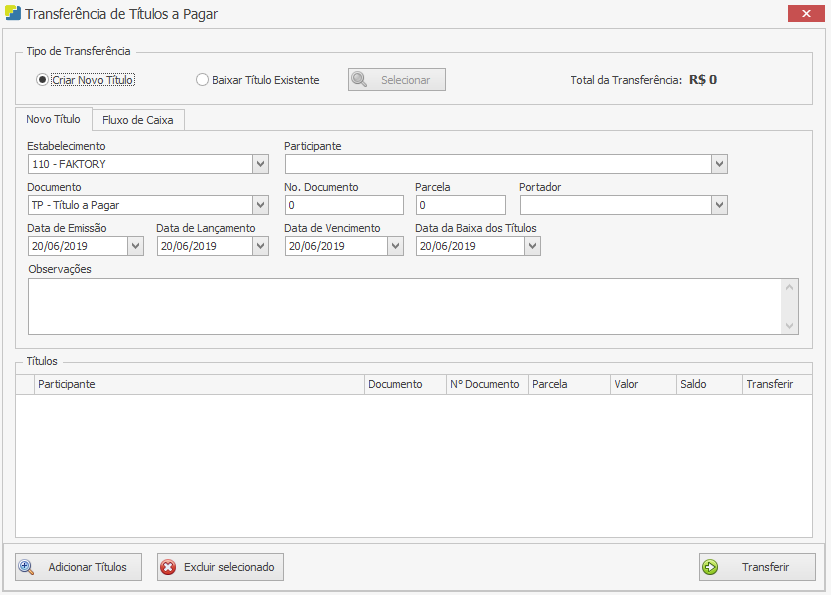 Transferência de Títulos a Pagar
Tipo de Transferência
Criar Novo Título Baixar Título Existente Selecionar Total da Transferência: R$ 0
Novo Título Fluxo de Caixa
Estabelecimento Participante
110 - FAKTORY
Documento No. Documento Parcela Portador
TP - Título a Pagar 0 0
Data de Emissão Data de Lançamento Data de Vencimento Data da Baixa dos Títulos
20/06/2019 20/06/2019 20/06/2019 20/06/2019
Observações
Títulos
Participante Documento Nº Documento Parcela Valor Saldo Transferir
Adicionar Títulos Excluir selecionado Transferir